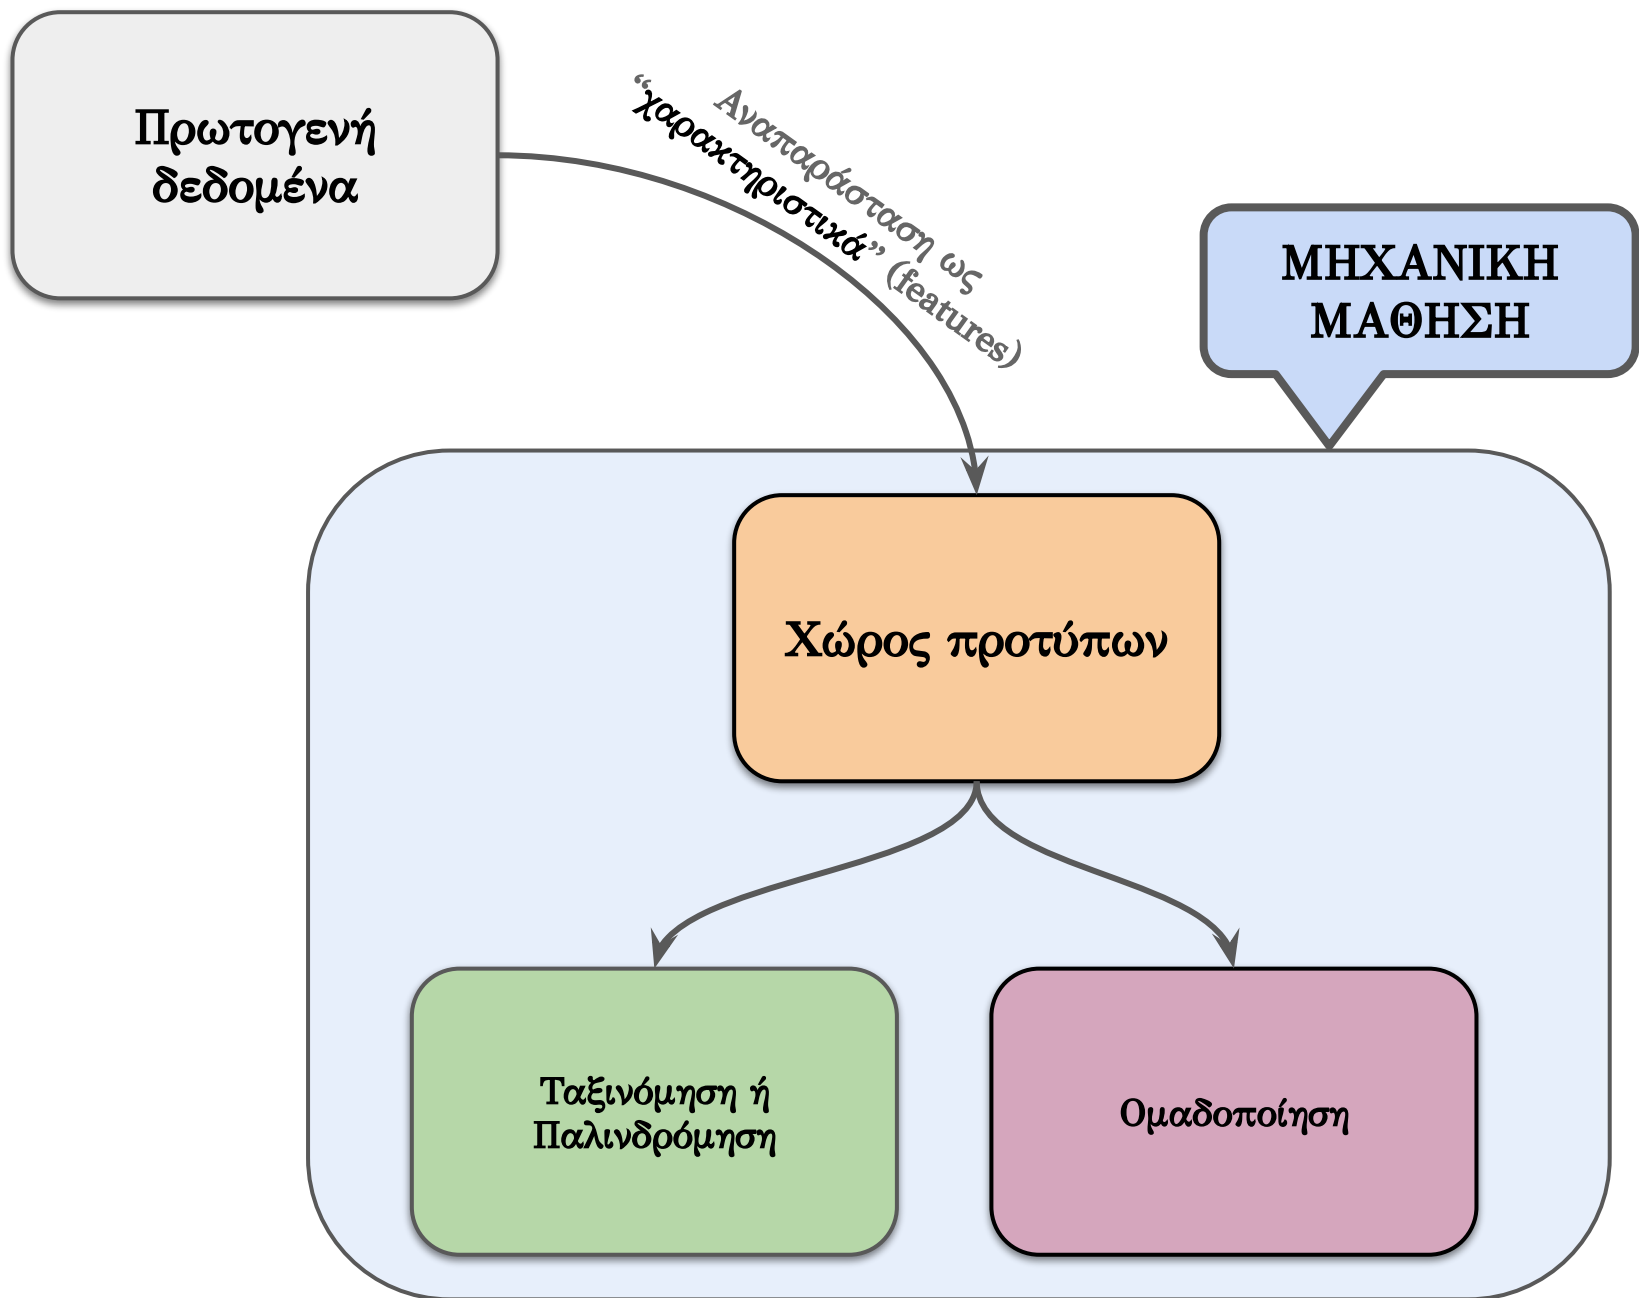 Πρωτογενή
δεδομένα
Αναπαράσταση ως
“χαρακτηριστικά” (features)
ΜΗΧΑΝΙΚΗ
ΜΑΘΗΣΗ
Χώρος προτύπων
Ταξινόμηση ή
Παλινδρόμηση
Ομαδοποίηση